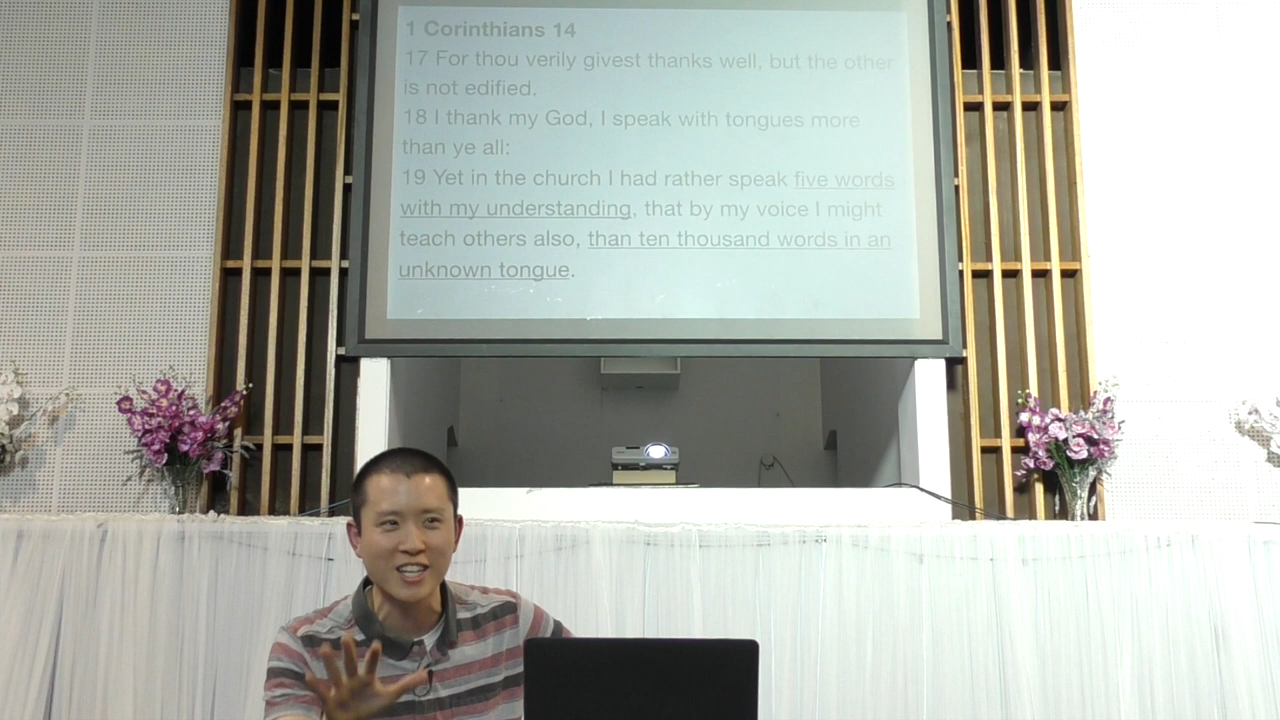 1 Corinthians 14
17 For thou verily givest thanks well, but the other
is not edified.
18 I thank my God, I speak with tongues more
than ye all:
19 Yet in the church I had rather speak five words
with my understanding, that by my voice I might
teach others also, than ten thousand words in an
unknown tongue.